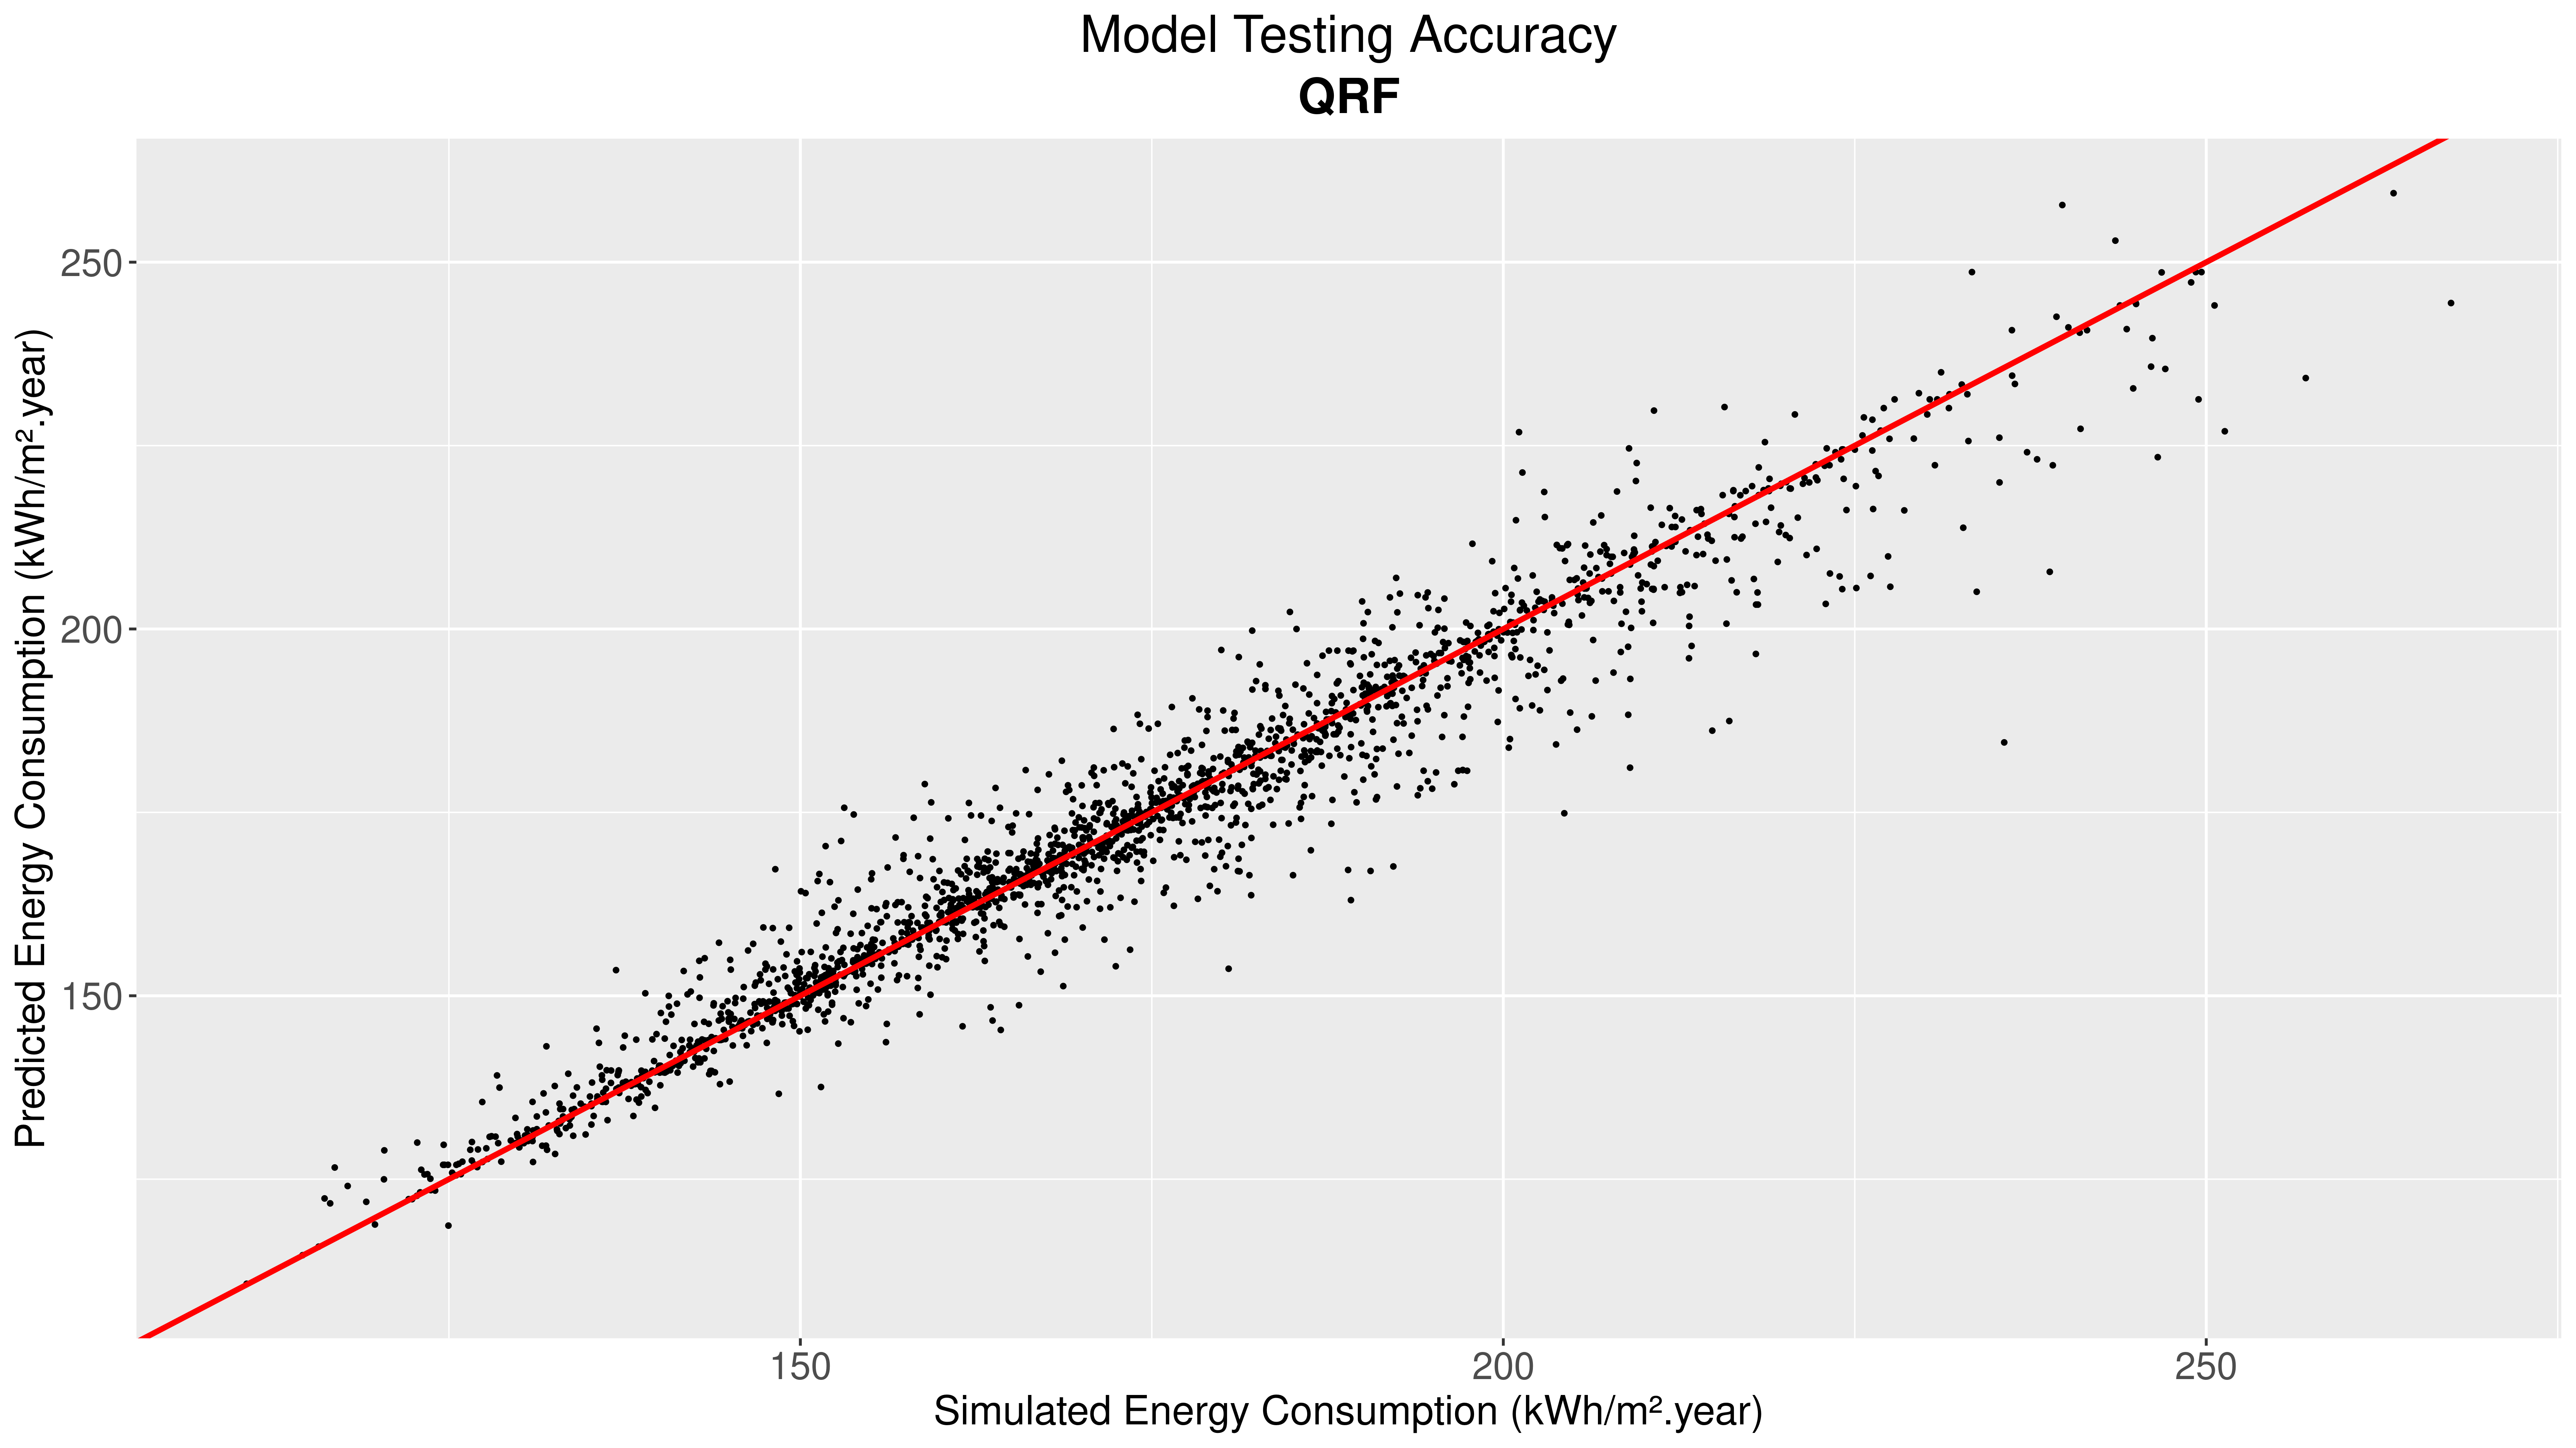 Model Testing Accuracy
QRF
Predicted Energy Consumption (kWh/m².year)
250
200
150
150
200
250
Simulated Energy Consumption (kWh/m².year)